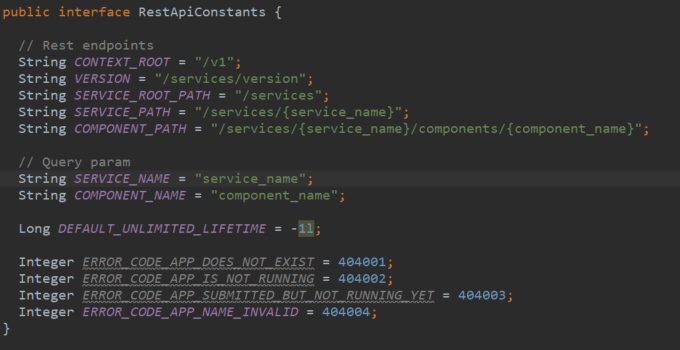 public interface RestApiConstants {
// Rest endpoints
String CONTEXT_ROOT = "/v1";
String VERSION = "/services/version";
String SERVICE_ROOT_PATH = "/services";
String SERVICE_PATH = "/services/{service_name}";
String COMPONENT_PATH = "/services/{service_name}/components/{component_name}";
// Query param
String SERVICE_NAME = "service_name";
String COMPONENT_NAME = "component_name";
Long DEFAULT_UNLIMITED_LIFETIME = -1l;
Integer ERROR_CODE_APP_DOES_NOT_EXIST = 404001;
Integer ERROR_CODE_APP_IS_NOT_RUNNING = 404002;
Integer ERROR_CODE_APP_SUBMITTED_BUT_NOT_RUNNING_YET = 404003;
Integer ERROR_CODE_APP_NAME_INVALID = 404004;
}